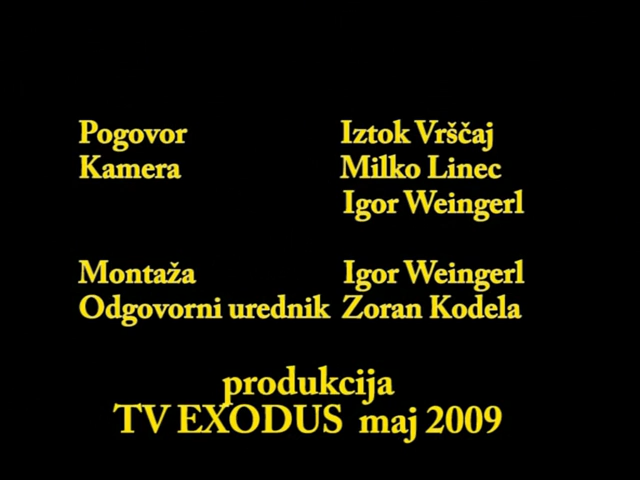 Pogovor Iztok Vrščaj
Kamera Milko Linec
Igor Weingerl
Montaža Igor Weingerl
Odgovorni urednik Zoran Kodela
produkcija
TV EXODUS maj 2009